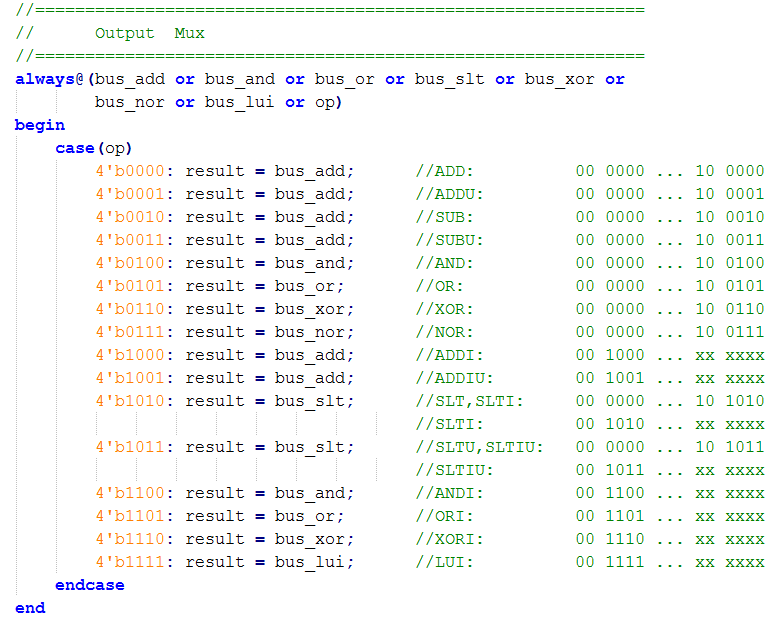 //=============================================================
//      Output  Mux
//=============================================================
always@(bus_add or bus_and or bus_or or bus_slt or bus_xor or
        bus_nor or bus_lui or op)
begin
    case(op)
        4'b0000: result = bus_add;      //ADD:          00 0000 ... 10 0000
        4'b0001: result = bus_add;      //ADDU:         00 0000 ... 10 0001
        4'b0010: result = bus_add;      //SUB:          00 0000 ... 10 0010
        4'b0011: result = bus_add;      //SUBU:         00 0000 ... 10 0011
        4'b0100: result = bus_and;      //AND:          00 0000 ... 10 0100
        4'b0101: result = bus_or;       //OR:           00 0000 ... 10 0101
        4'b0110: result = bus_xor;      //XOR:          00 0000 ... 10 0110
        4'b0111: result = bus_nor;      //NOR:          00 0000 ... 10 0111
        4'b1000: result = bus_add;      //ADDI:         00 1000 ... xx xxxx
        4'b1001: result = bus_add;      //ADDIU:        00 1001 ... xx xxxx
        4'b1010: result = bus_slt;      //SLT,SLTI:     00 0000 ... 10 1010
                                        //SLTI:         00 1010 ... xx xxxx
        4'b1011: result = bus_slt;      //SLTU,SLTIU:   00 0000 ... 10 1011
                                        //SLTIU:        00 1011 ... xx xxxx
        4'b1100: result = bus_and;      //ANDI:         00 1100 ... xx xxxx
        4'b1101: result = bus_or;       //ORI:          00 1101 ... xx xxxx
        4'b1110: result = bus_xor;      //XORI:         00 1110 ... xx xxxx
        4'b1111: result = bus_lui;      //LUI:          00 1111 ... xx xxxx
    endcase
end